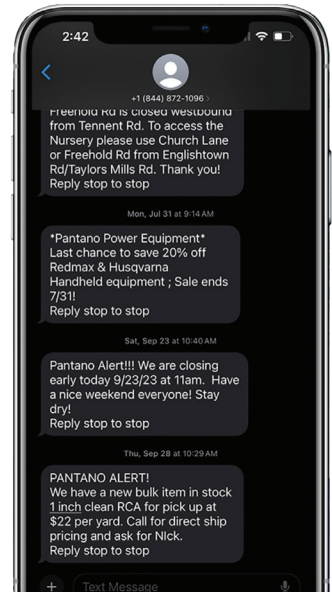 2:42
+1 (844) 872-1096 >
Freehold Rd is closed westbound
from Tennent Rd. To access the
Nursery please use Church Lane
or Freehold Rd from Englishtown
Rd/Taylors Mills Rd. Thank you!
Reply stop to stop
Mon, Jul 31 at 9:14 AM
*Pantano Power Equipment*
Last chance to save 20% off
Redmax & Husqvarna
Handheld equipment ; Sale ends
7/31!
Reply stop to stop
Sat, Sep 23 at 10:40 AM
Pantano Alert!!! We are closing
early today 9/23/23 at 11am.  Have
a nice weekend everyone! Stay
dry!
Reply stop to stop
Thu, Sep 28 at 10:29 AM
PANTANO ALERT!
We have a new bulk item in stock
1 inch clean RCA for pick up at
$22 per yard. Call for direct ship
pricing and ask for NIck.
Reply stop to stop
Text Message